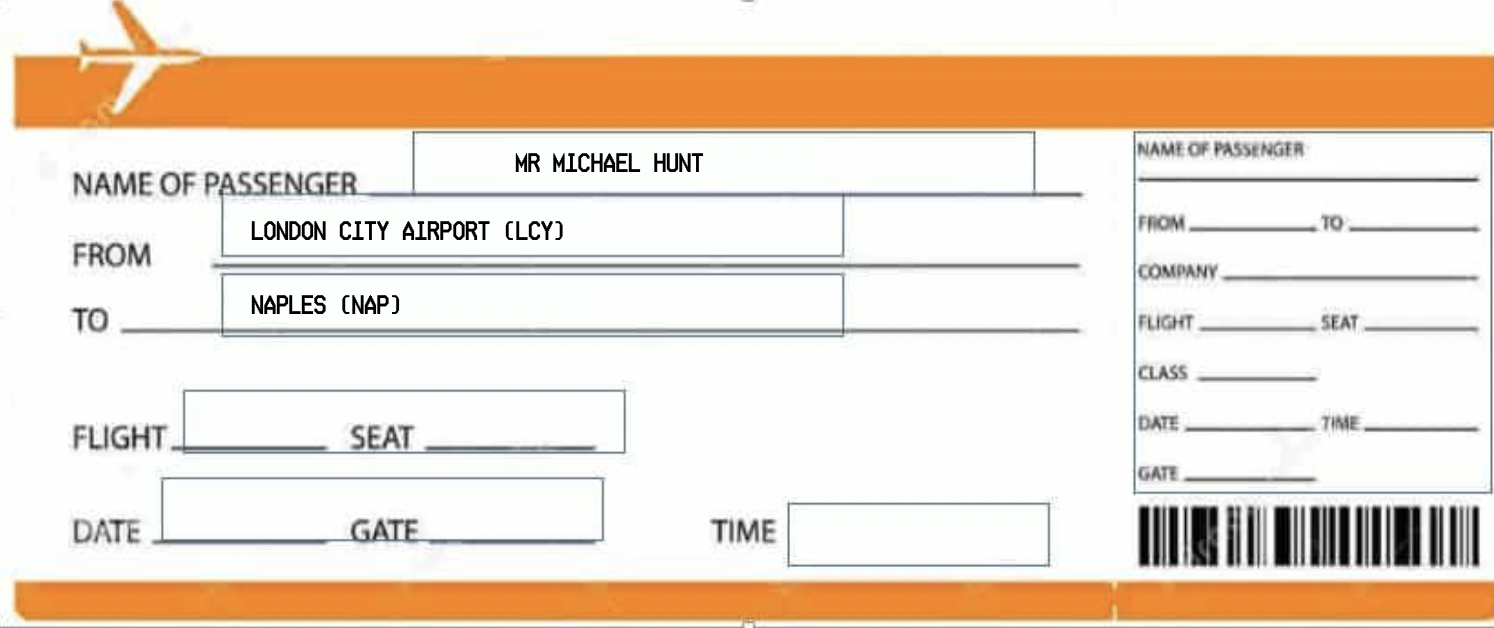 NAME OF PASSENGER MR MICHAEL HUNT
FROM LONDON CITY AIRPORT (LCY)
TO NAPLES (NAP)
FLIGHT SEAT
DATE GATE TIME
NAME OF PASSENGER
FROM TO
COMPANY
FLIGHT SEAT
CLASS
DATE TIME
GATE